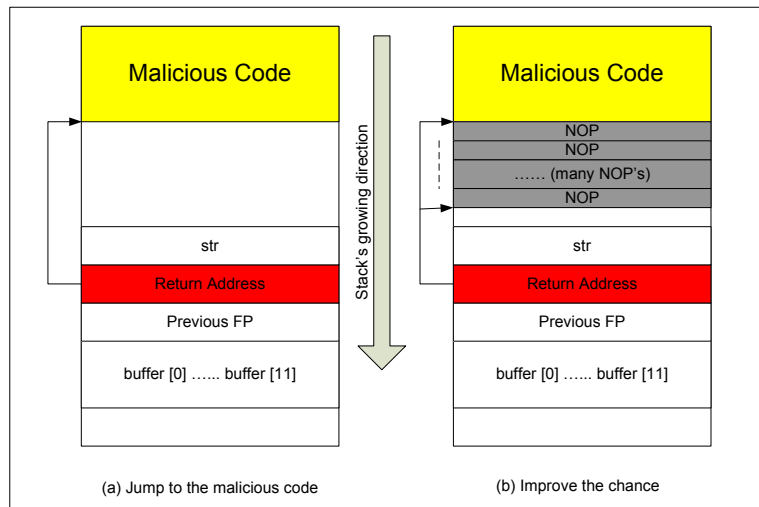 Malicious Code
str
Return Address
Previous FP
buffer [0] …... buffer [11]
(a) Jump to the malicious code
Stack's growing direction
Malicious Code
NOP
NOP
…... (many NOP's)
NOP
str
Return Address
Previous FP
buffer [0] …... buffer [11]
(b) Improve the chance